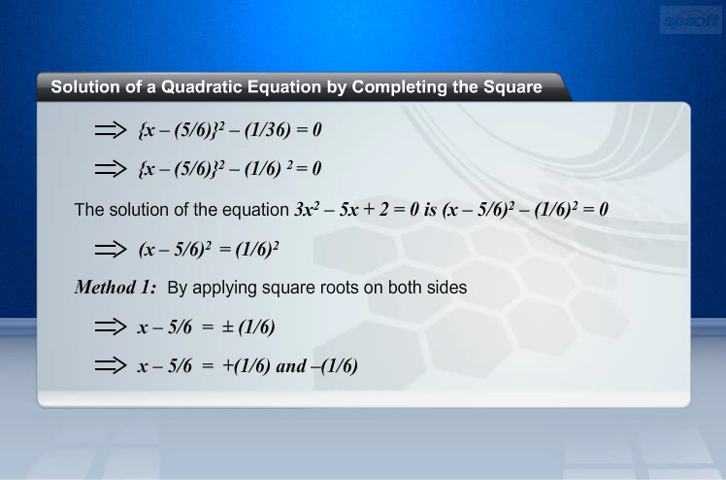 spsoft
Solution of a Quadratic Equation by Completing the Square
⇒ {x – (5/6)}² – (1/36) = 0
⇒ {x – (5/6)}² – (1/6) ² = 0
The solution of the equation 3x² – 5x + 2 = 0 is (x – 5/6)² – (1/6)² = 0
⇒ (x – 5/6)² = (1/6)²
Method 1: By applying square roots on both sides
⇒ x – 5/6 = ± (1/6)
⇒ x – 5/6 = +(1/6) and –(1/6)